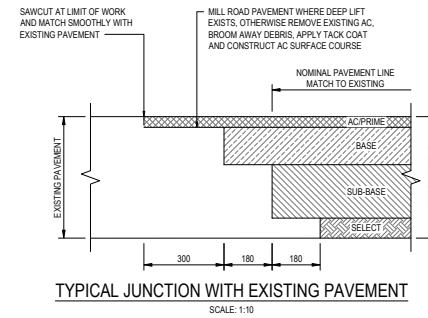 SAWCUT AT LIMIT OF WORK
AND MATCH SMOOTHLY WITH
EXISTING PAVEMENT
MILL ROAD PAVEMENT WHERE DEEP LIFT
EXISTS, OTHERWISE REMOVE EXISTING AC,
BROOM AWAY DEBRIS, APPLY TACK COAT
AND CONSTRUCT AC SURFACE COURSE
NOMINAL PAVEMENT LINE
MATCH TO EXISTING
AC/PRIME
BASE
SUB-BASE
SELECT
EXISTING PAVEMENT
300
180
180
TYPICAL JUNCTION WITH EXISTING PAVEMENT
SCALE: 1:10